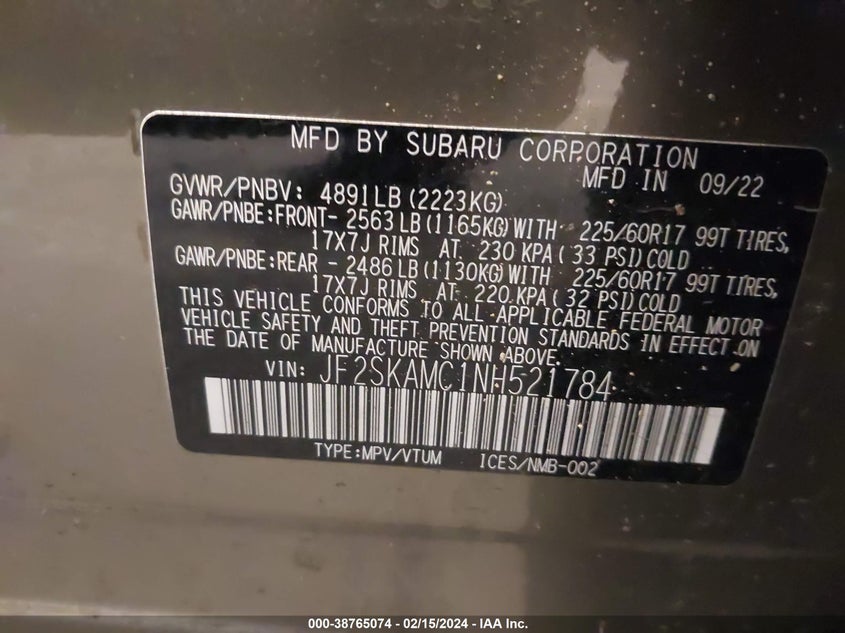 MFD BY SUBARU CORPORATION
MFD IN 09/22
GVWR/PNBV: 4891LB (2223KG)
GAWR/PNBE:FRONT- 2563LB(1165KG)WITH 225/60R17 99T TIRES,
17X7J RIMS AT 230 KPA( 33 PSI)COLD
GAWR/PNBE:REAR - 2486LB(1130KG)WITH 225/60R17 99T TIRES,
17X7J RIMS AT 220 KPA( 32 PSI)COLD
THIS VEHICLE CONFORMS TO ALL APPLICABLE FEDERAL MOTOR
VEHICLE SAFETY AND THEFT PREVENTION STANDARDS IN EFFECT ON
THE DATE OF MANUFACTURE SHOWN ABOVE.
VIN: JF2SKAMC1NH521784
TYPE:MPV/VTUM ICES/NMB-002
000-38765074 - 02/15/2024 - IAA Inc.